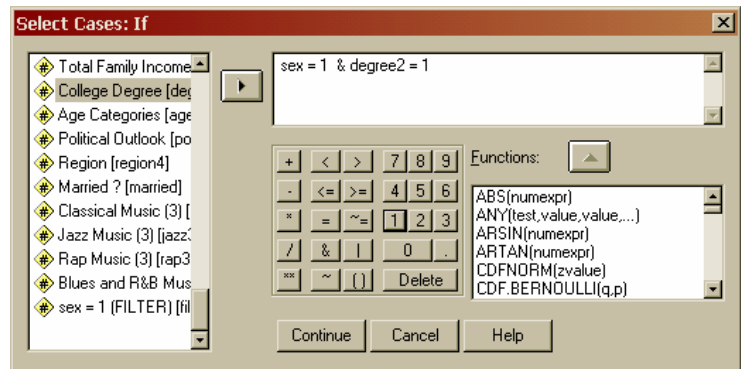 Select Cases: If
Total Family Income
College Degree [deg
Age Categories [age
Political Outlook [po
Region [region4]
Married ? [married]
Classical Music (3) [
Jazz Music (3) [jazz3
Rap Music (3) [rap3
Blues and R&B Mus
sex = 1 (FILTER) [fil
sex = 1 & degree2 = 1
+ < > 7 8 9
- <= >= 4 5 6
* = ~= 1 2 3
/ & | 0 .
** ~ () Delete
Functions:
ABS(numexpr)
ANY(test,value,value,...)
ARSIN(numexpr)
ARTAN(numexpr)
CDFNORM(zvalue)
CDF.BERNOULLI(q,p)
Continue Cancel Help